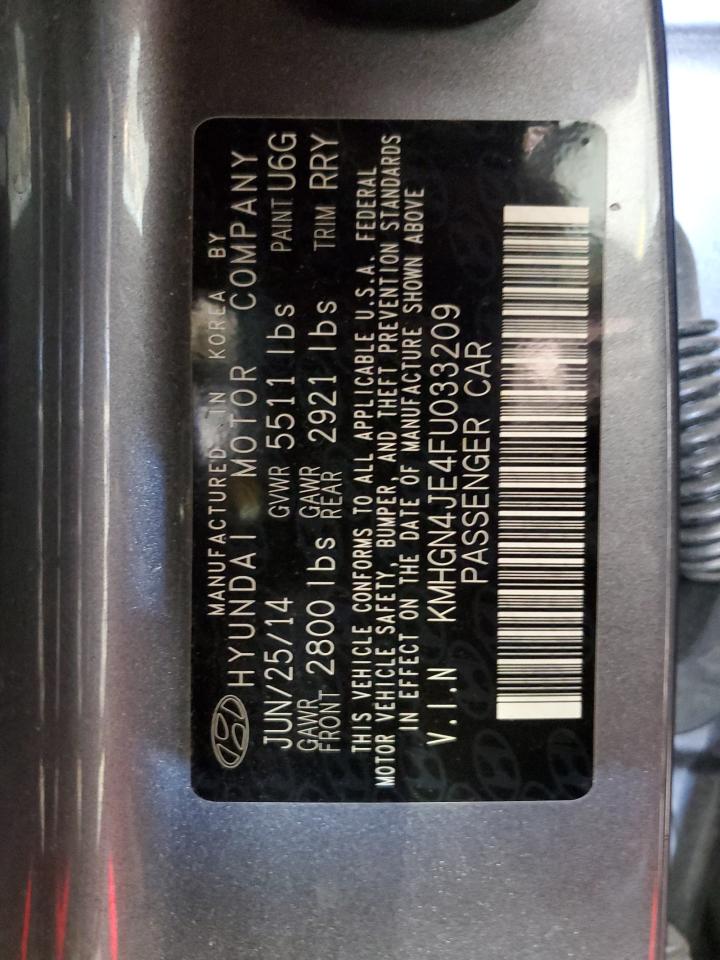 MANUFACTURED IN KOREA BY
HYUNDAI MOTOR COMPANY
JUN/25/14 GVWR 5511 lbs PAINT U6G
GAWR FRONT 2800 lbs GAWR REAR 2921 lbs TRIM RRY
THIS VEHICLE CONFORMS TO ALL APPLICABLE U.S.A. FEDERAL
MOTOR VEHICLE SAFETY, BUMPER, AND THEFT PREVENTION STANDARDS
IN EFFECT ON THE DATE OF MANUFACTURE SHOWN ABOVE
V.I.N KMHGN4JE4FU033209
PASSENGER CAR